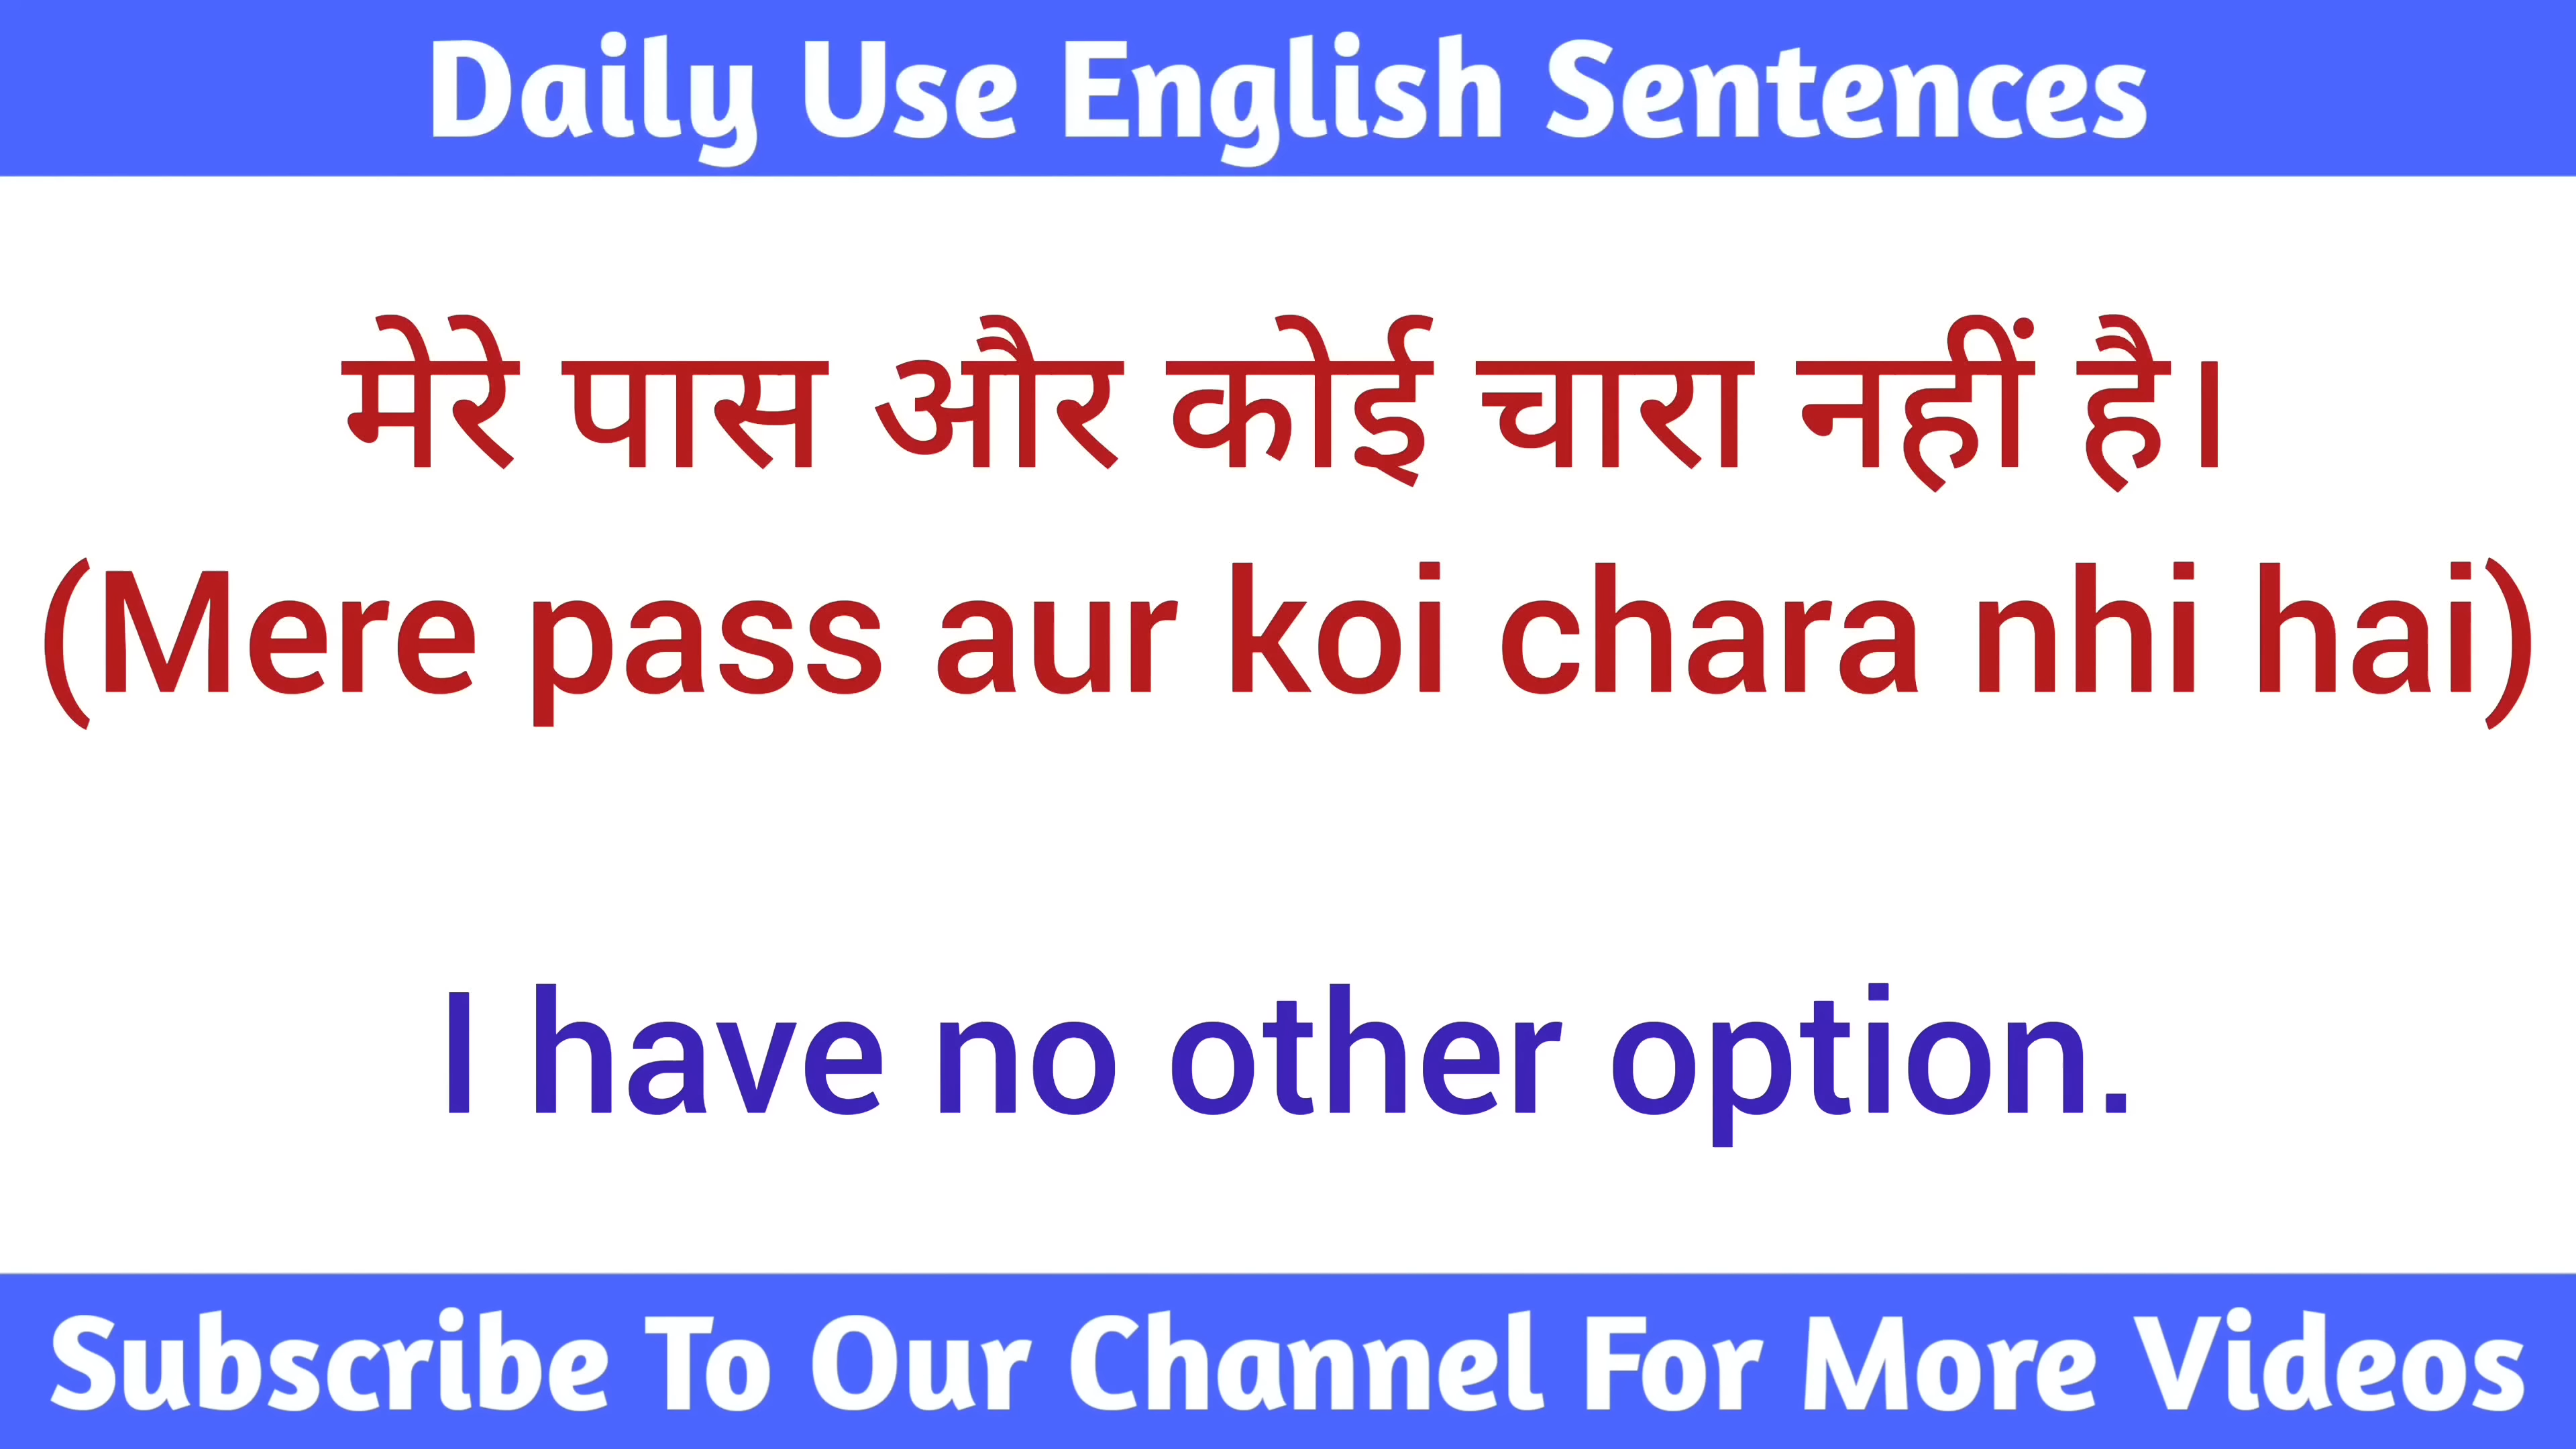 Daily Use English Sentences
मेरे पास और कोई चारा नहीं है।
(Mere pass aur koi chara nhi hai)
I have no other option.
Subscribe To Our Channel For More Videos